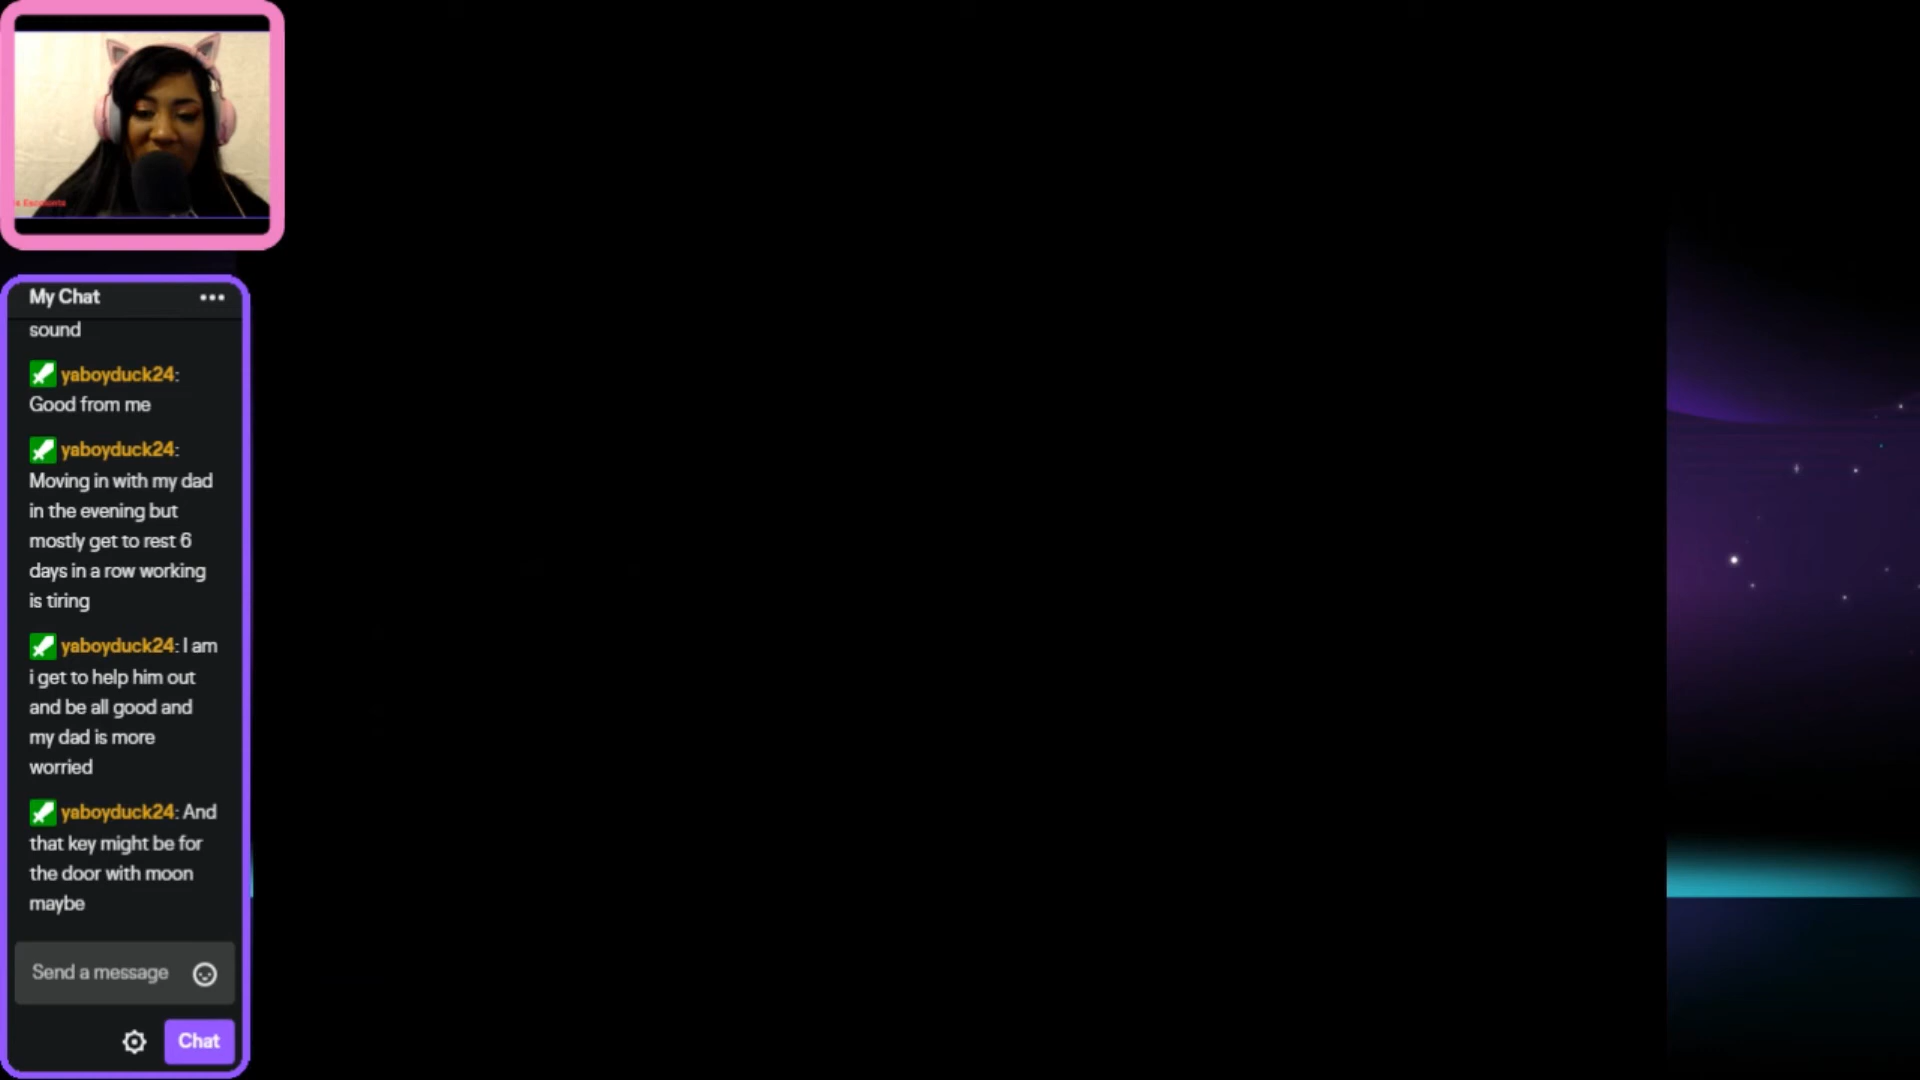 My Chat
sound
yaboyduck24:
Good from me
yaboyduck24:
Moving in with my dad
in the evening but
mostly get to rest 6
days in a row working
is tiring
yaboyduck24: I am
i get to help him out
and be all good and
my dad is more
worried
yaboyduck24: And
that key might be for
the door with moon
maybe
Send a message
Chat